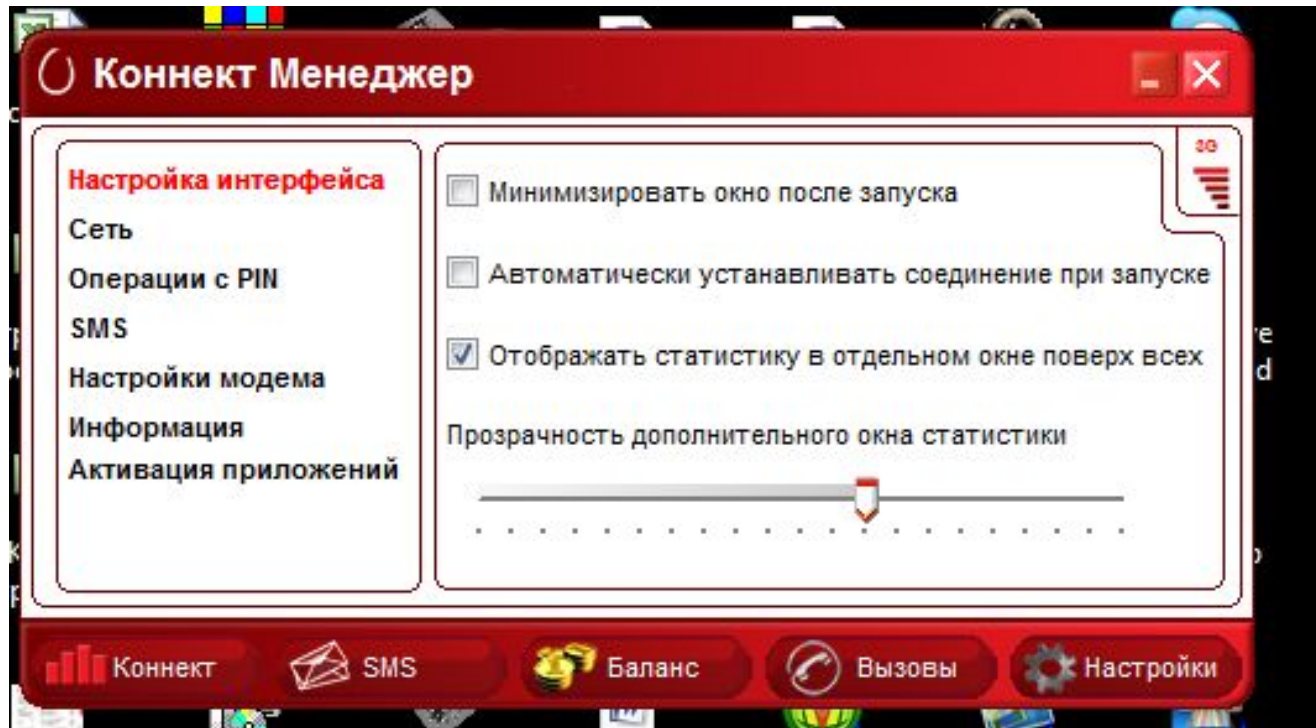 Коннект Менеджер
3G
Настройка интерфейса
Сеть
Операции с PIN
SMS
Настройки модема
Информация
Активация приложений
Минимизировать окно после запуска
Автоматически устанавливать соединение при запуске
Отображать статистику в отдельном окне поверх всех
Прозрачность дополнительного окна статистики
Коннект
SMS
Баланс
Вызовы
Настройки